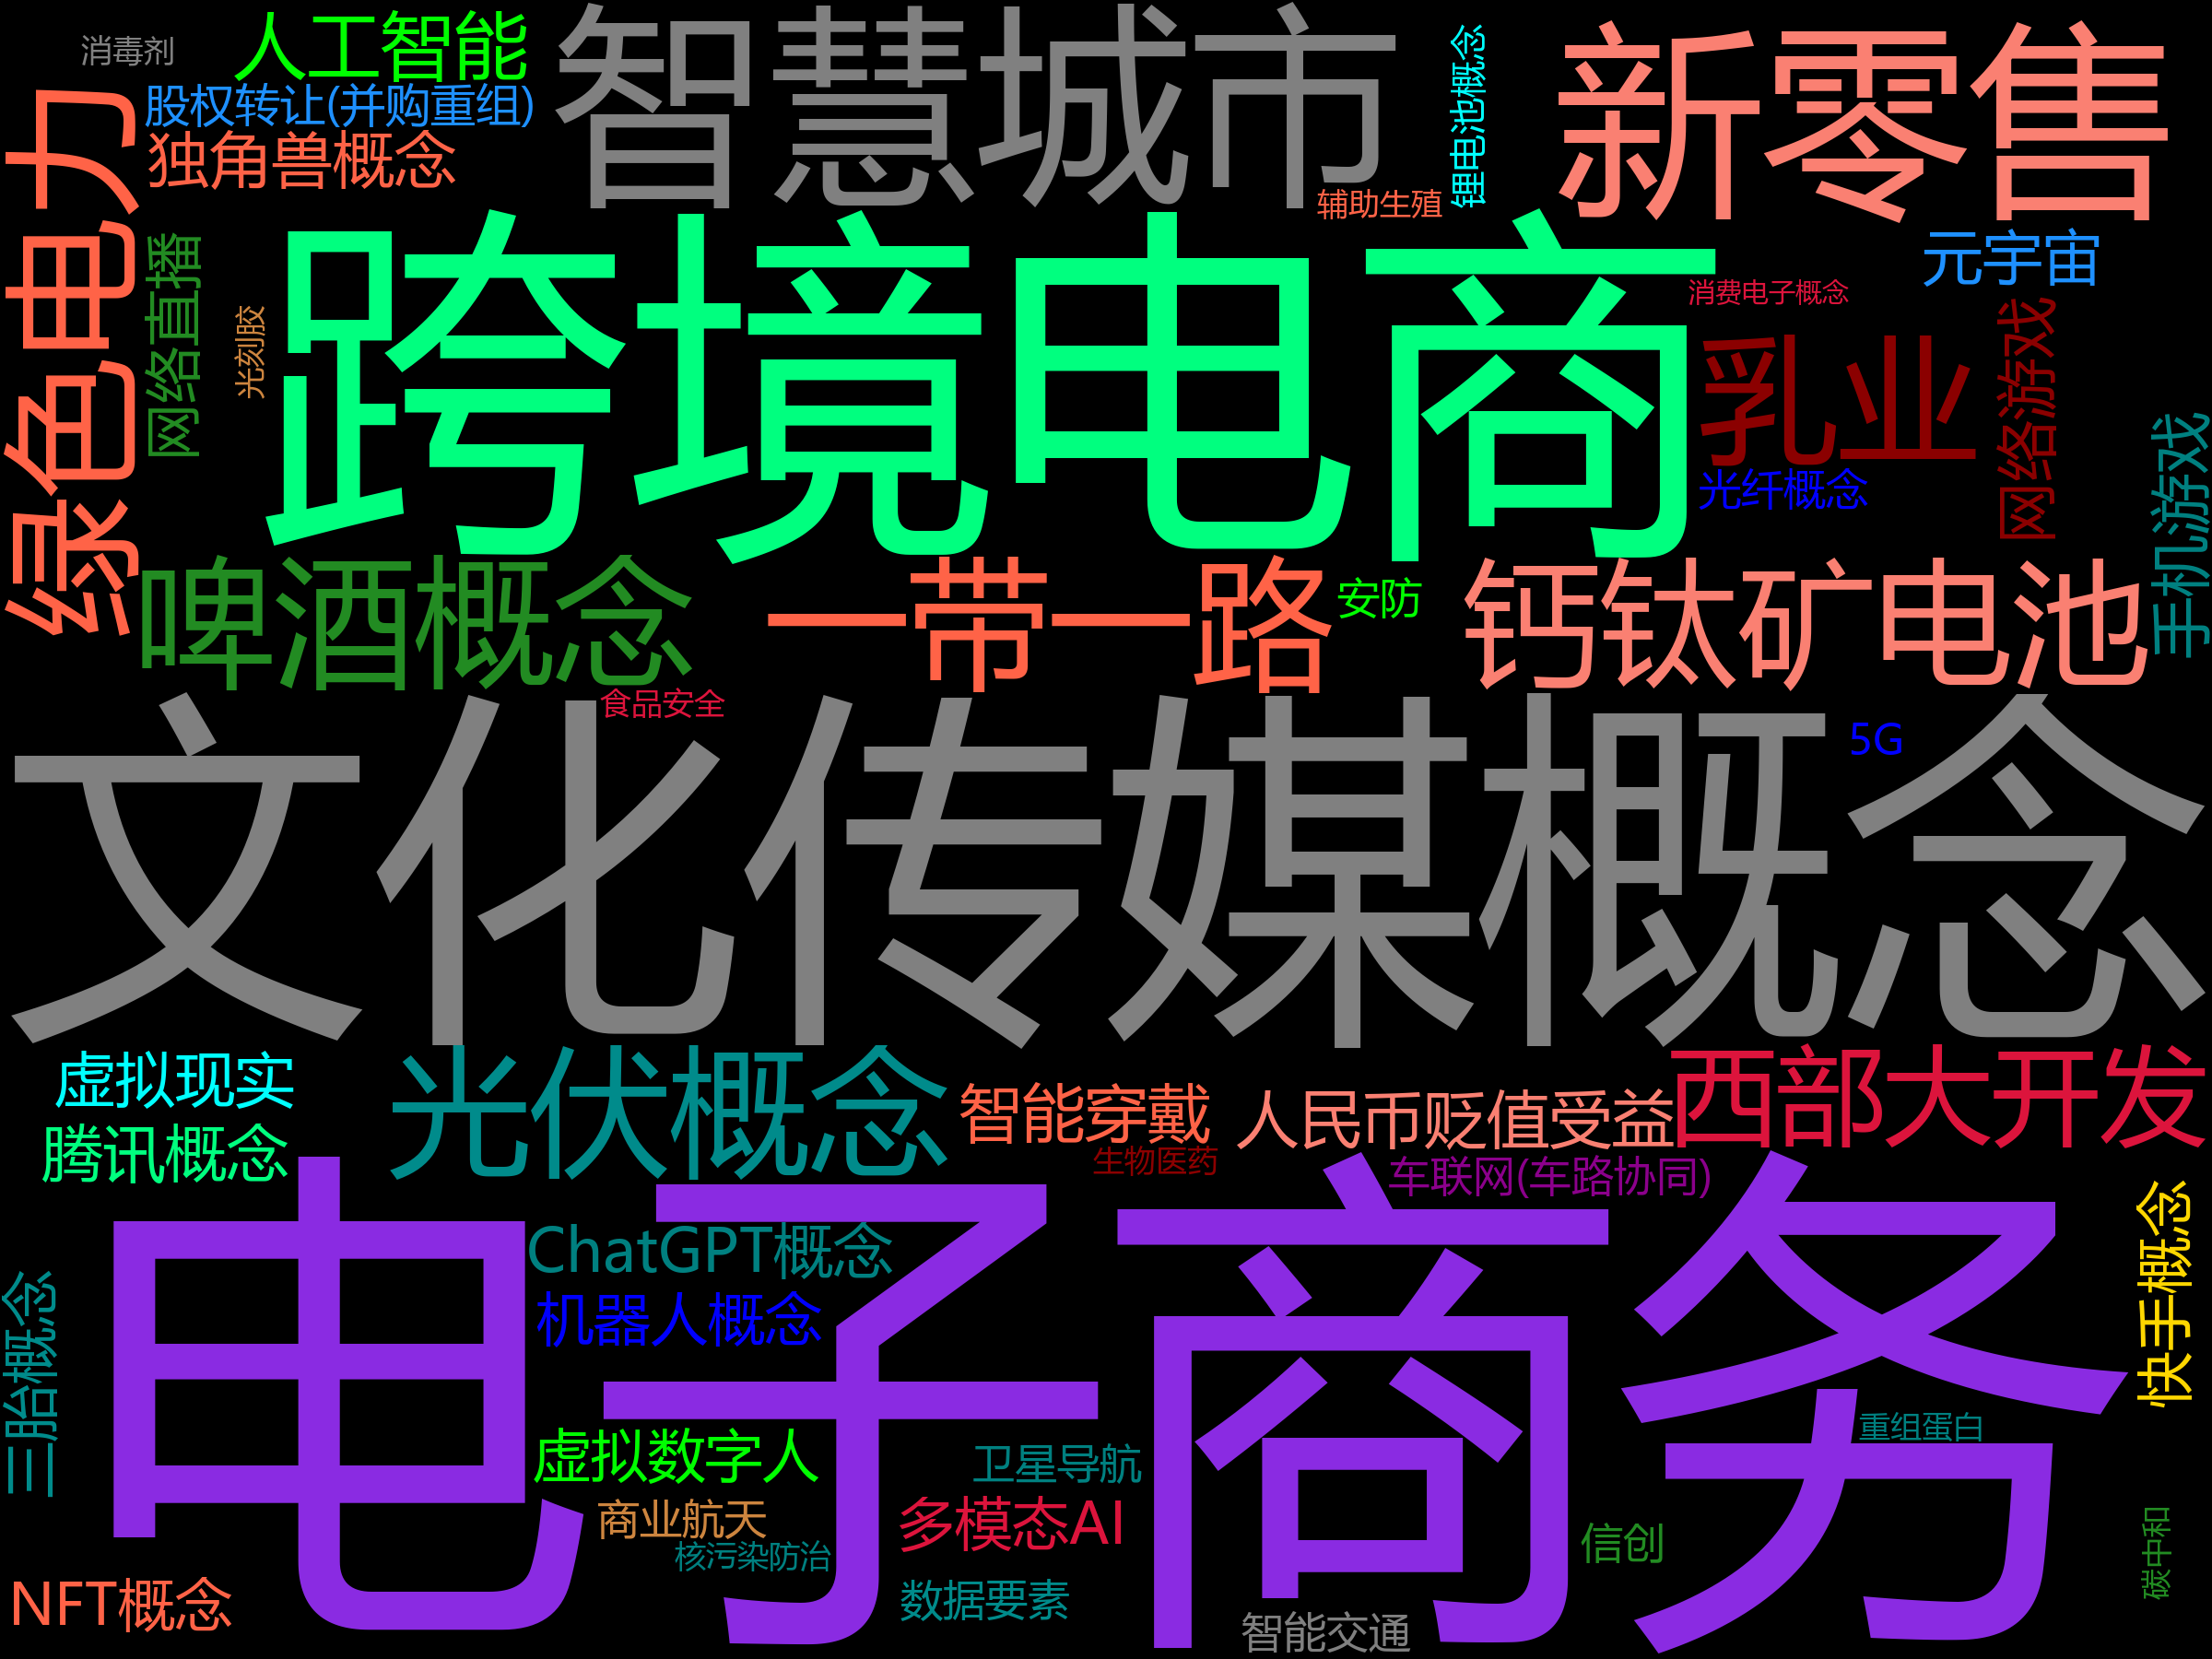 消毒剂
人工智能
智慧城市
新零售
锂电池概念
股权转让(并购重组)
独角兽概念
绿色电力
辅助生殖
跨境电商
元宇宙
消费电子概念
网络直播
光刻胶
乳业
网络游戏
光纤概念
手机游戏
啤酒概念
一带一路
安防
钙钛矿电池
食品安全
文化传媒概念
5G
虚拟现实
光伏概念
智能穿戴
人民币贬值受益
西部大开发
腾讯概念
生物医药
车联网(车路协同)
电子商务
ChatGPT概念
快手概念
三胎概念
机器人概念
重组蛋白
虚拟数字人
卫星导航
商业航天
多模态AI
核污染防治
信创
碳中和
NFT概念
数据要素
智能交通